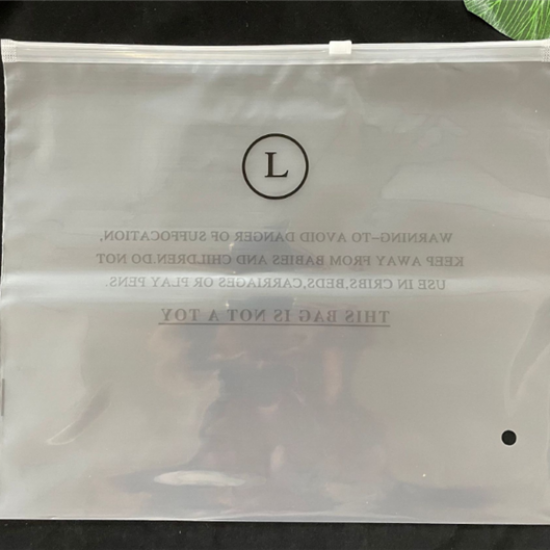 L
WARNING-TO AVOID DANGER OF SUFFOCATION,
KEEP AWAY FROM BABIES AND CHILDREN.DO NOT
USE IN CRIBS.BEDS,CARRIAGES OR PLAY PENS.
THIS BAG IS NOT A TOY